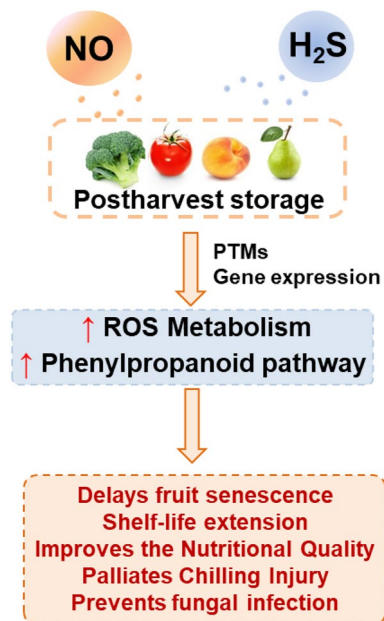 NO
H₂S
Postharvest storage
PTMs
Gene expression
↑ ROS Metabolism
↑ Phenylpropanoid pathway
Delays fruit senescence
Shelf-life extension
Improves the Nutritional Quality
Palliates Chilling Injury
Prevents fungal infection